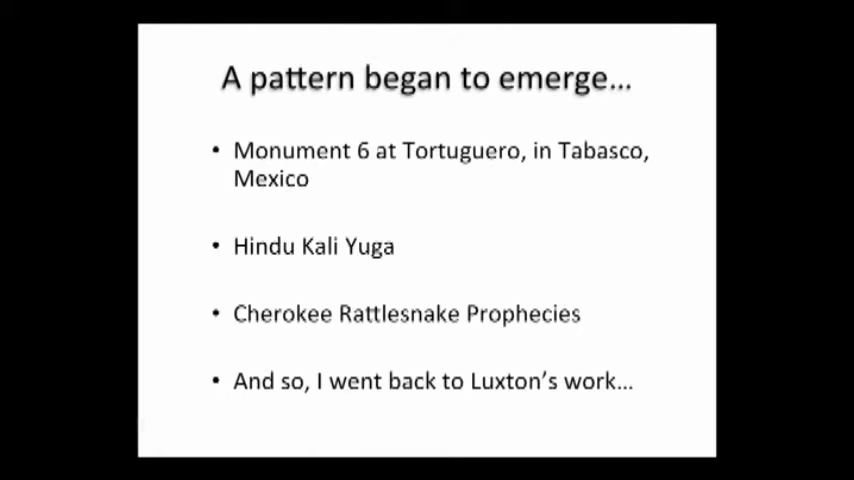 A pattern began to emerge...
• Monument 6 at Tortuguero, in Tabasco,
Mexico
• Hindu Kali Yuga
• Cherokee Rattlesnake Prophecies
• And so, I went back to Luxton’s work...